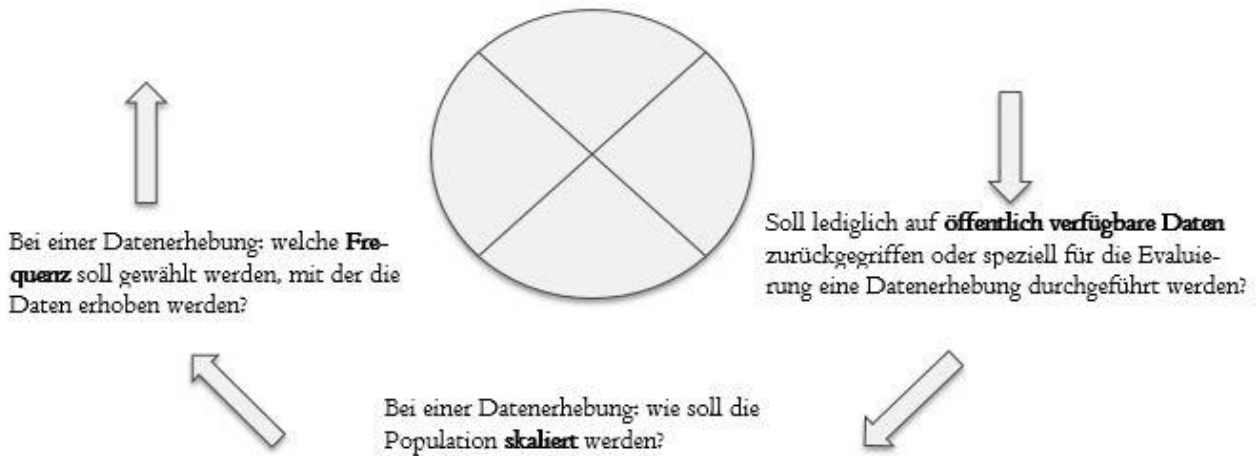 Bei einer Datenerhebung: welche Fre-
quenz soll gewählt werden, mit der die
Daten erhoben werden?
Soll lediglich auf öffentlich verfügbare Daten
zurückgegriffen oder speziell für die Evaluie-
rung eine Datenerhebung durchgeführt werden?
Bei einer Datenerhebung: wie soll die
Population skaliert werden?